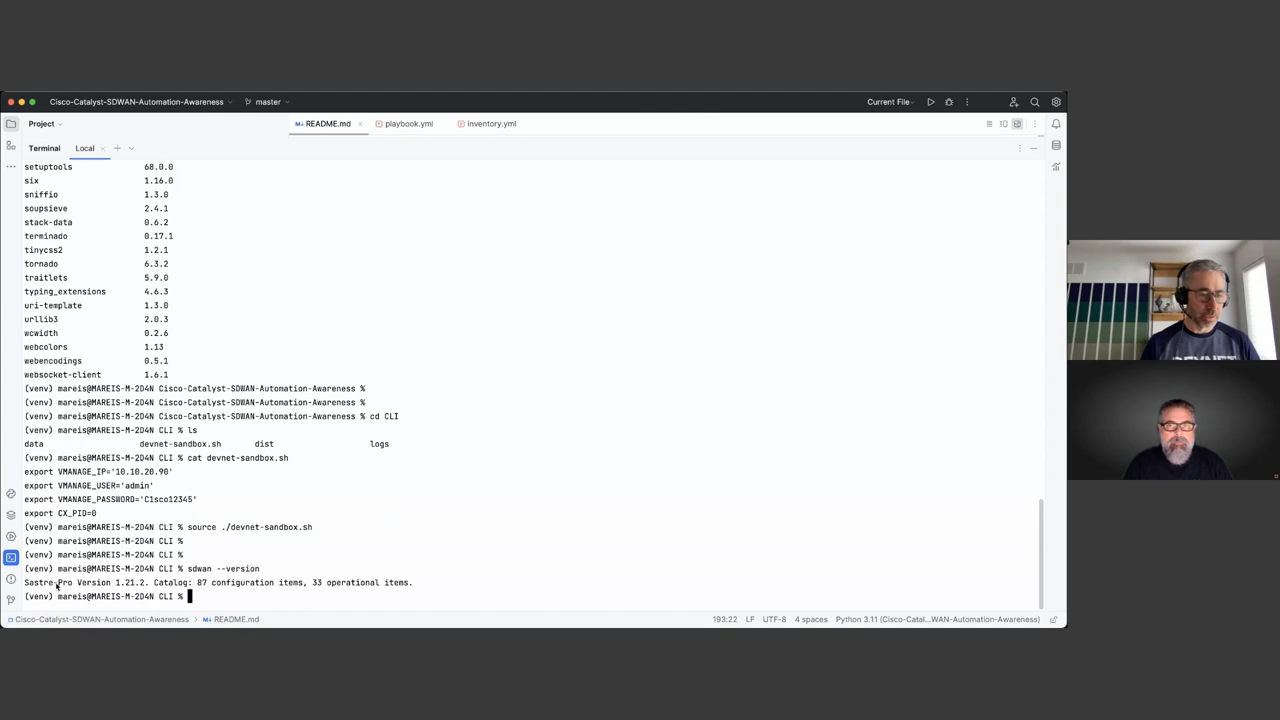 Cisco-Catalyst-SDWAN-Automation-Awareness master Current File
Project README.md playbook.yml inventory.yml
Terminal Local
setuptools 68.0.0
six 1.16.0
sniffio 1.3.0
soupsieve 2.4.1
stack-data 0.6.2
terminado 0.17.1
tinycss2 1.2.1
tornado 6.3.2
traitlets 5.9.0
typing_extensions 4.6.3
uri-template 1.3.0
urllib3 2.0.3
wcwidth 0.2.6
webcolors 1.13
webencodings 0.5.1
websocket-client 1.6.1
(venv) mareis@MAREIS-M-2D4N Cisco-Catalyst-SDWAN-Automation-Awareness %
(venv) mareis@MAREIS-M-2D4N Cisco-Catalyst-SDWAN-Automation-Awareness %
(venv) mareis@MAREIS-M-2D4N Cisco-Catalyst-SDWAN-Automation-Awareness % cd CLI
(venv) mareis@MAREIS-M-2D4N CLI % ls
data devnet-sandbox.sh dist logs
(venv) mareis@MAREIS-M-2D4N CLI % cat devnet-sandbox.sh
export VMANAGE_IP='10.10.20.90'
export VMANAGE_USER='admin'
export VMANAGE_PASSWORD='C1sco12345'
export CX_PID=0
(venv) mareis@MAREIS-M-2D4N CLI % source ./devnet-sandbox.sh
(venv) mareis@MAREIS-M-2D4N CLI %
(venv) mareis@MAREIS-M-2D4N CLI %
(venv) mareis@MAREIS-M-2D4N CLI % sdwan --version
Sastre-Pro Version 1.21.2. Catalog: 87 configuration items, 33 operational items.
(venv) mareis@MAREIS-M-2D4N CLI %
Cisco-Catalyst-SDWAN-Automation-Awareness > README.md 193:22 LF UTF-8 4 spaces Python 3.11 (Cisco-Catal...WAN-Automation-Awareness)